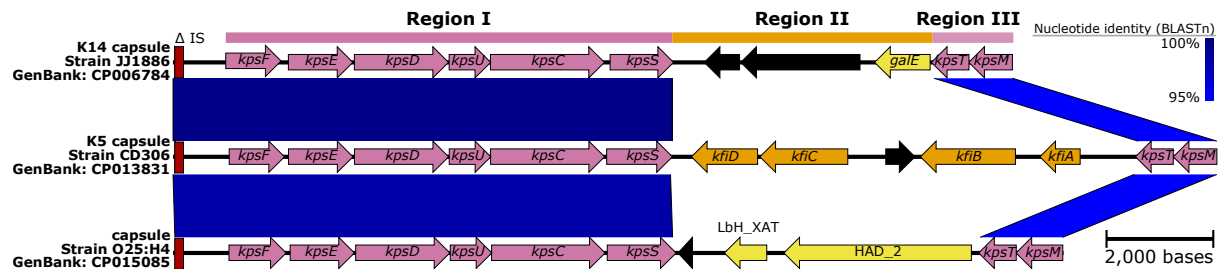 Region I Region II Region III
Nucleotide identity (BLASTn)
100%
95%
Δ IS
K14 capsule
Strain JJ1886
GenBank: CP006784
kpsF kpsE kpsD kpsU kpsC kpsS galE kpsT kpsM
K5 capsule
Strain CD306
GenBank: CP013831
kpsF kpsE kpsD kpsU kpsC kpsS kfiD kfiC kfiB kfiA kpsT kpsM
capsule
Strain O25:H4
GenBank: CP015085
LbH_XAT
kpsF kpsE kpsD kpsU kpsC kpsS HAD_2 kpsT kpsM
2,000 bases